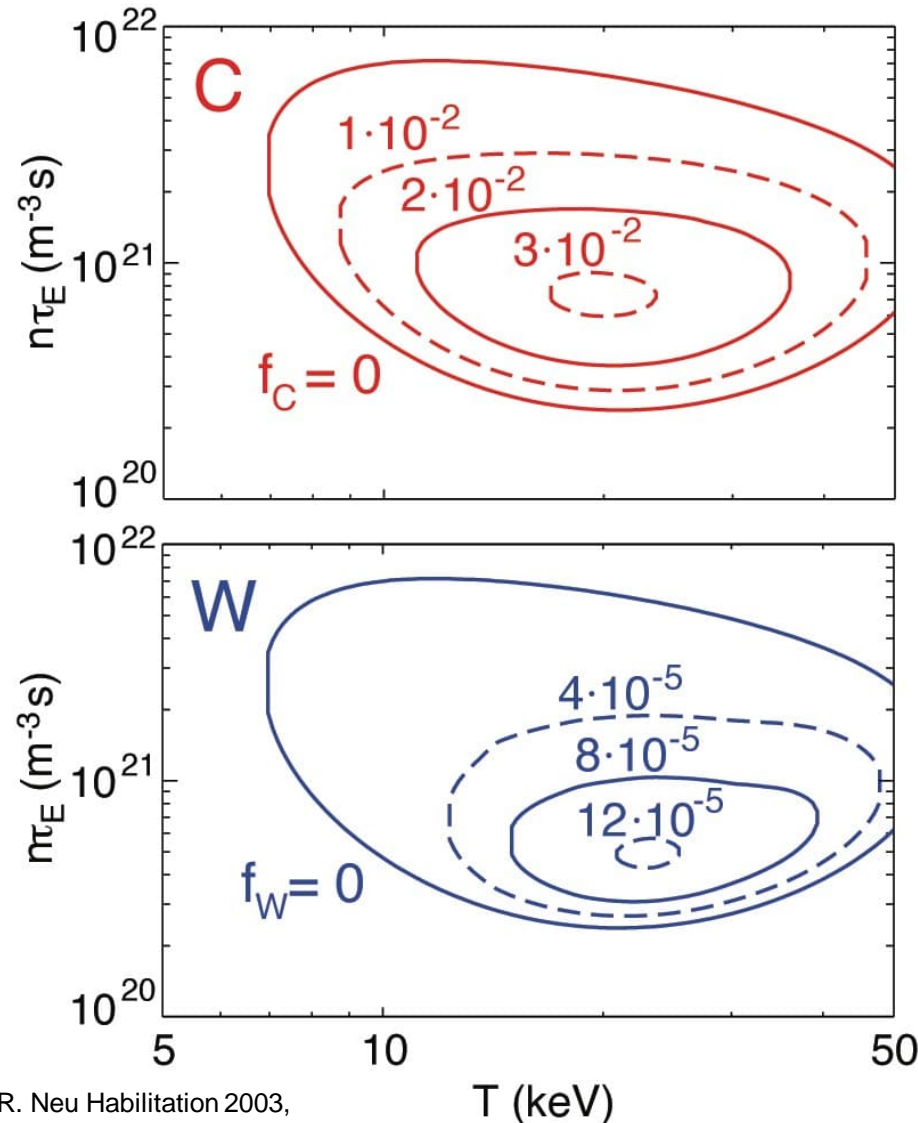 10^22
C
1·10^-2
2·10^-2
3·10^-2
nτ_E (m^-3 s)
10^21
f_C = 0
10^20
10^22
W
4·10^-5
8·10^-5
12·10^-5
nτ_E (m^-3 s)
10^21
f_W = 0
10^20
5 10 50
R. Neu Habilitation 2003,
T (keV)